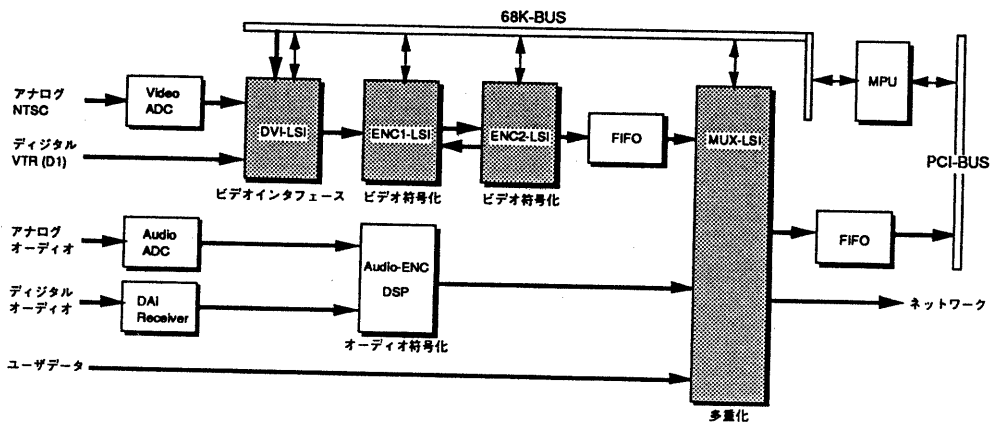 68K-BUS
アナログ
NTSC
Video
ADC
MPU
DVI-LSI
ENC1-LSI
ENC2-LSI
FIFO
MUX-LSI
ディジタル
VTR (D1)
PCI-BUS
ビデオインタフェース
ビデオ符号化
ビデオ符号化
アナログ
オーディオ
Audio
ADC
FIFO
Audio-ENC
DSP
ディジタル
オーディオ
DAI
Receiver
ネットワーク
オーディオ符号化
ユーザデータ
多重化